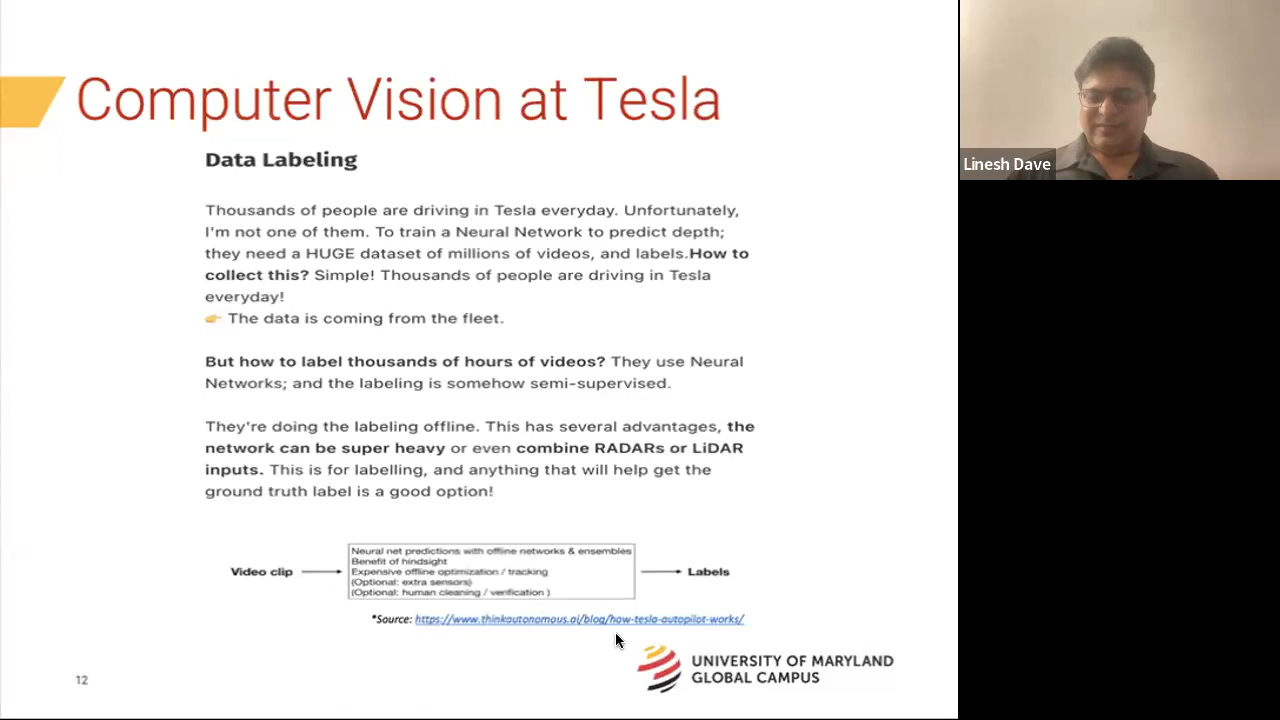 Computer Vision at Tesla
Data Labeling
Thousands of people are driving in Tesla everyday. Unfortunately,
I'm not one of them. To train a Neural Network to predict depth;
they need a HUGE dataset of millions of videos, and labels.How to
collect this? Simple! Thousands of people are driving in Tesla
everyday!
👉 The data is coming from the fleet.
But how to label thousands of hours of videos? They use Neural
Networks; and the labeling is somehow semi-supervised.
They're doing the labeling offline. This has several advantages, the
network can be super heavy or even combine RADARs or LiDAR
inputs. This is for labelling, and anything that will help get the
ground truth label is a good option!
Neural net predictions with offline networks & ensembles
Benefit of hindsight
Video clip
Expensive offline optimization / tracking
Labels
(Optional: extra sensors)
(Optional: human cleaning / verification )
*Source: https://www.thinkautonomous.ai/blog/how-tesla-autopilot-works/
12
UNIVERSITY OF MARYLAND
GLOBAL CAMPUS
Linesh Dave